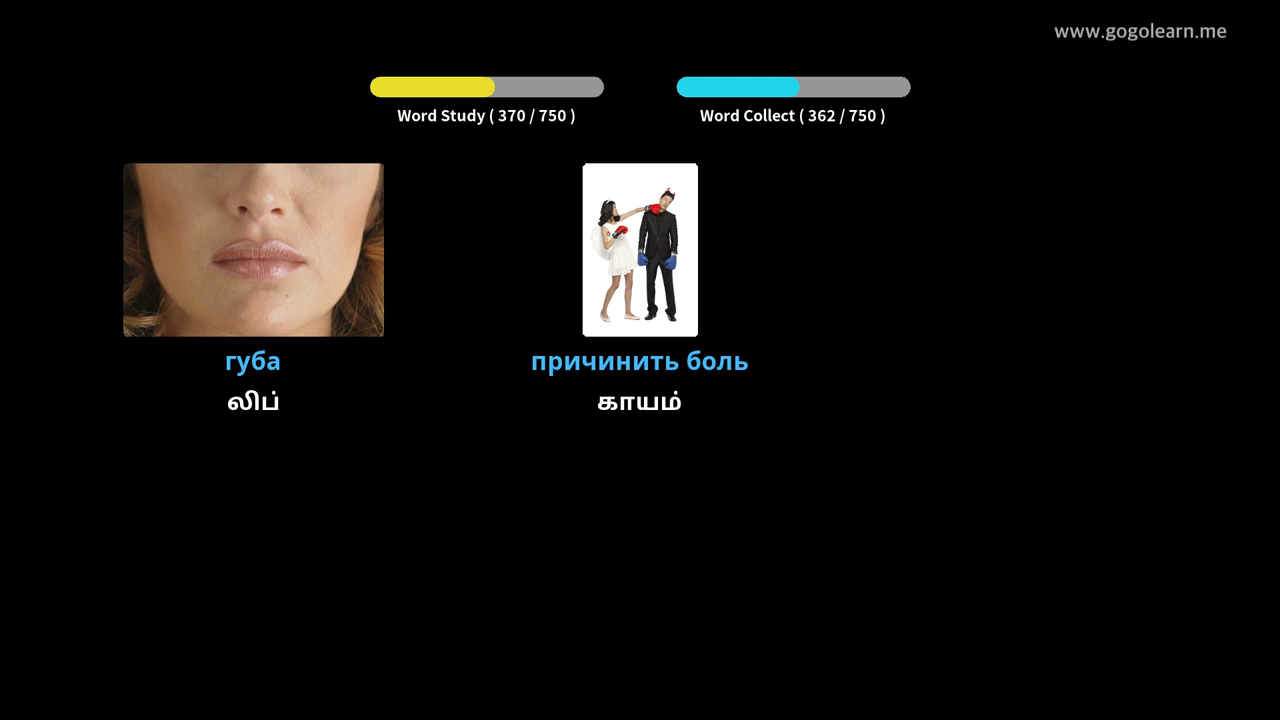 www.gogolearn.me
Word Study ( 370 / 750 )
Word Collect ( 362 / 750 )
губа
லிப்
причинить боль
காயம்